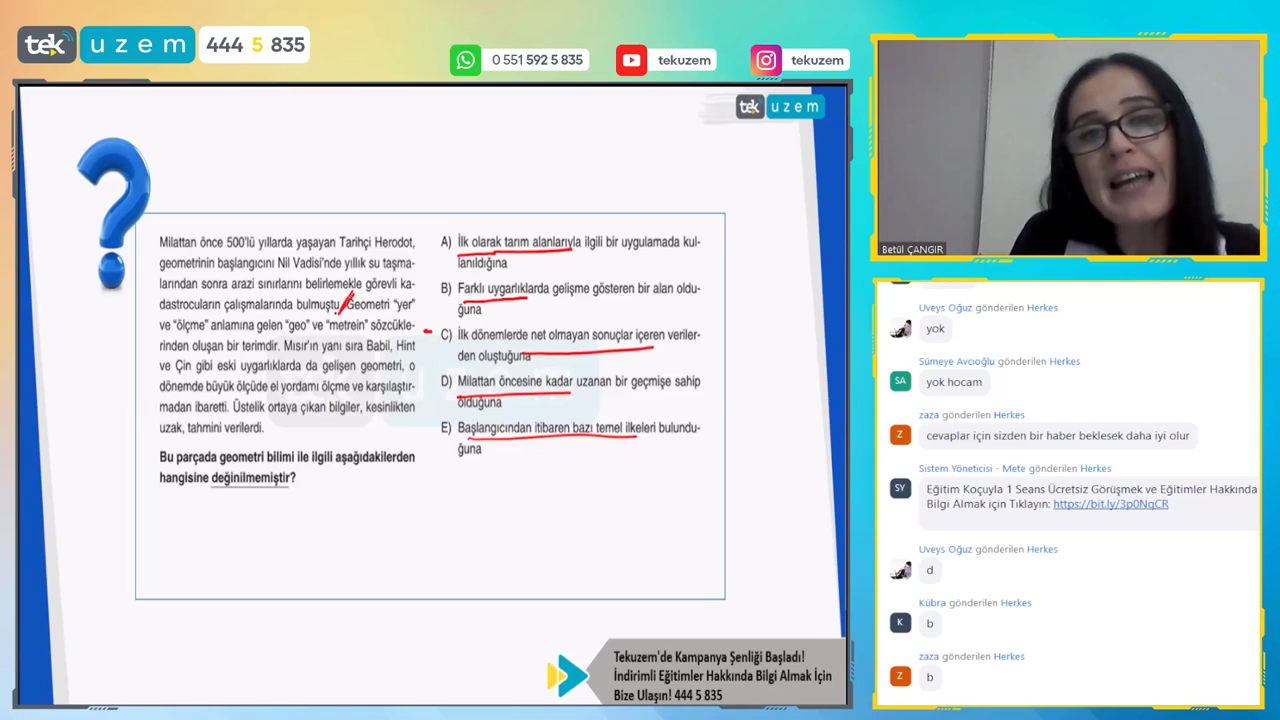 tek uzem 444 5 835
0 551 592 5 835
tekuzem
tekuzem
tek uzem
Milattan önce 500'lü yıllarda yaşayan Tarihçi Herodot,
geometrinin başlangıcını Nil Vadisi'nde yıllık su taşma-
larından sonra arazi sınırlarını belirlemekle görevli ka-
dastrocuların çalışmalarında bulmuştu. Geometri “yer”
ve “ölçme” anlamına gelen “geo” ve “metrein” sözcükle-
rinden oluşan bir terimdir. Mısır'ın yanı sıra Babil, Hint
ve Çin gibi eski uygarlıklarda da gelişen geometri, o
dönemde büyük ölçüde el yordamı ölçme ve karşılaştır-
madan ibaretti. Üstelik ortaya çıkan bilgiler, kesinlikten
uzak, tahmini verilerdi.
Bu parçada geometri bilimi ile ilgili aşağıdakilerden
hangisine değinilmemiştir?
A) İlk olarak tarım alanlarıyla ilgili bir uygulamada kul-
lanıldığına
B) Farklı uygarlıklarda gelişme gösteren bir alan oldu-
ğuna
C) İlk dönemlerde net olmayan sonuçlar içeren veriler-
den oluştuğuna
D) Milattan öncesine kadar uzanan bir geçmişe sahip
olduğuna
E) Başlangıcından itibaren bazı temel ilkeleri bulundu-
ğuna
Tekuzem'de Kampanya Şenliği Başladı!
İndirimli Eğitimler Hakkında Bilgi Almak İçin
Bize Ulaşın! 444 5 835
Betül ÇANGIR
Uveys Oğuz gönderilen Herkes
yok
SA
Sümeye Avcıoğlu gönderilen Herkes
yok hocam
Z
zaza gönderilen Herkes
cevaplar için sizden bir haber beklesek daha iyi olur
SY
Sistem Yöneticisi - Mete gönderilen Herkes
Eğitim Koçuyla 1 Seans Ücretsiz Görüşmek ve Eğitimler Hakkında
Bilgi Almak için Tıklayın: https://bit.ly/3p0NqCR
Uveys Oğuz gönderilen Herkes
d
K
Kübra gönderilen Herkes
b
Z
zaza gönderilen Herkes
b